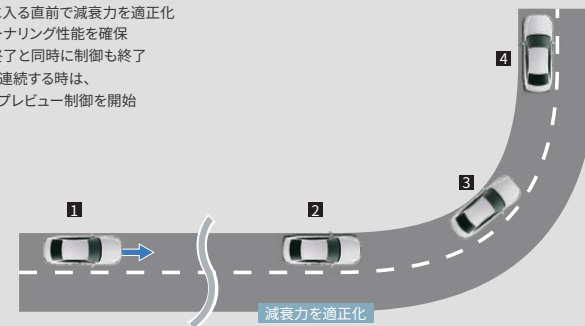 に入る直前で減衰力を適正化
ーナリング性能を確保
終了と同時に制御も終了
連続する時は、
プレビュー制御を開始
4
3
1
2
減衰力を適正化